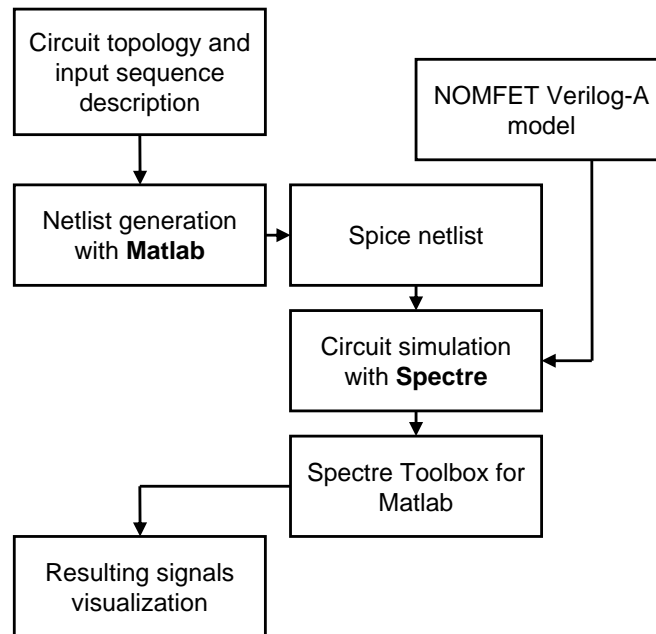 Circuit topology and
input sequence
description
NOMFET Verilog-A
model
Netlist generation
with Matlab
Spice netlist
Circuit simulation
with Spectre
Spectre Toolbox for
Matlab
Resulting signals
visualization